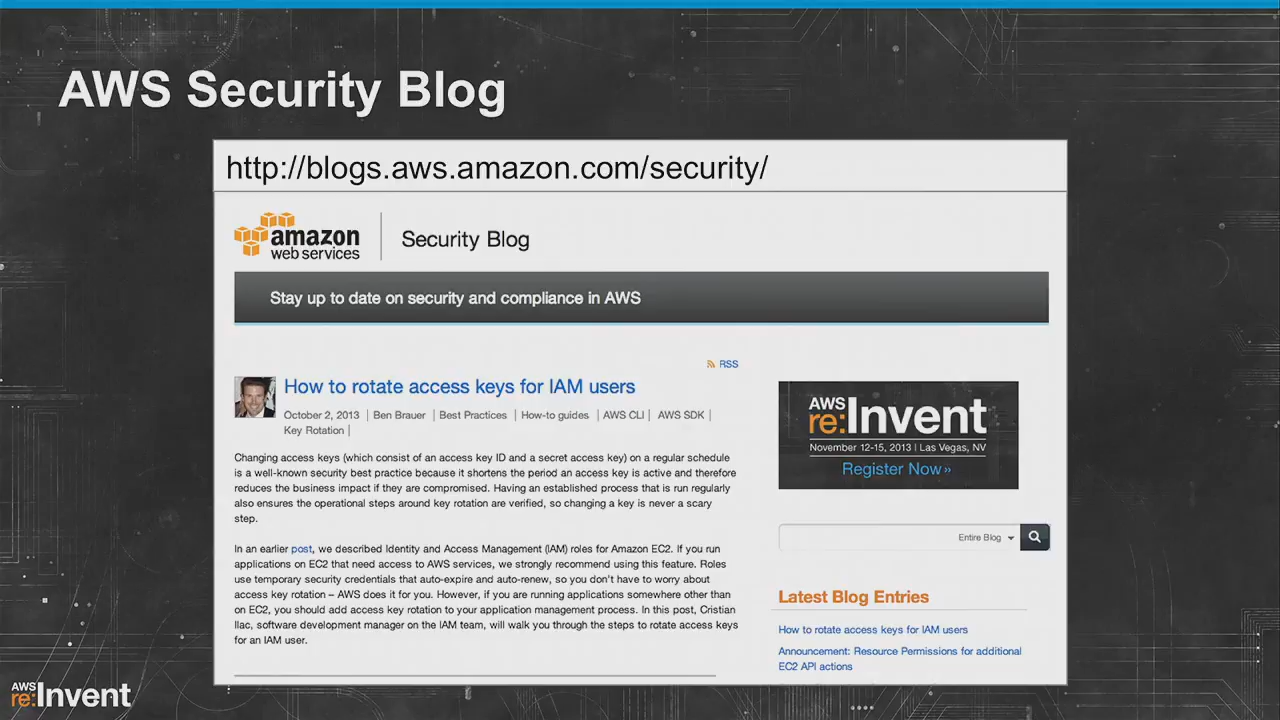 AWS Security Blog
http://blogs.aws.amazon.com/security/
amazon
web services
Security Blog
Stay up to date on security and compliance in AWS
RSS
How to rotate access keys for IAM users
October 2, 2013 | Ben Brauer | Best Practices | How-to guides | AWS CLI | AWS SDK |
Key Rotation |
Changing access keys (which consist of an access key ID and a secret access key) on a regular schedule
is a well-known security best practice because it shortens the period an access key is active and therefore
reduces the business impact if they are compromised. Having an established process that is run regularly
also ensures the operational steps around key rotation are verified, so changing a key is never a scary
step.
In an earlier post, we described Identity and Access Management (IAM) roles for Amazon EC2. If you run
applications on EC2 that need access to AWS services, we strongly recommend using this feature. Roles
use temporary security credentials that auto-expire and auto-renew, so you don't have to worry about
access key rotation – AWS does it for you. However, if you are running applications somewhere other than
on EC2, you should add access key rotation to your application management process. In this post, Cristian
Ilac, software development manager on the IAM team, will walk you through the steps to rotate access keys
for an IAM user.
AWS
re:Invent
November 12-15, 2013 | Las Vegas, NV
Register Now »
Entire Blog
Latest Blog Entries
How to rotate access keys for IAM users
Announcement: Resource Permissions for additional
EC2 API actions
AWS
re:Invent